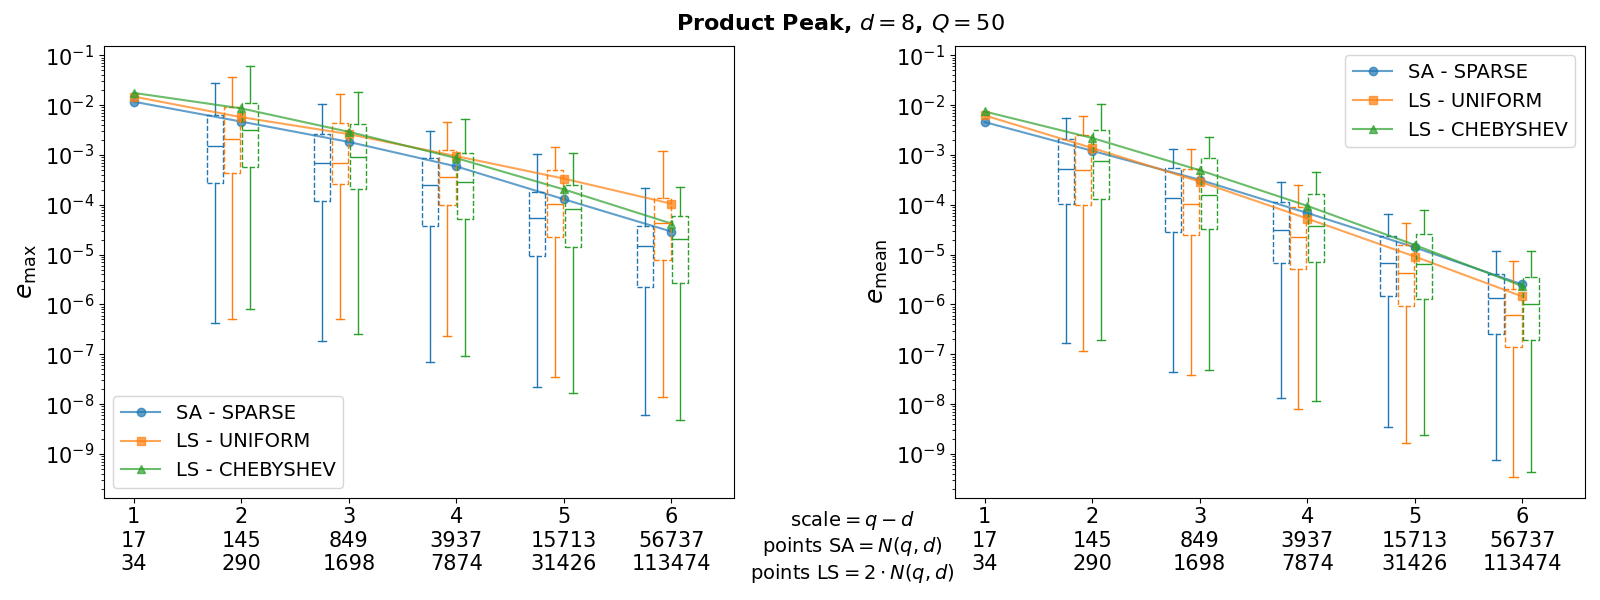 Product Peak, d = 8, Q = 50
10⁻¹
10⁻²
10⁻³
10⁻⁴
10⁻⁵
10⁻⁶
10⁻⁷
10⁻⁸
10⁻⁹
e_max
SA - SPARSE
LS - UNIFORM
LS - CHEBYSHEV
1 2 3 4 5 6
17 145 849 3937 15713 56737
34 290 1698 7874 31426 113474
scale = q − d
points SA = N(q, d)
points LS = 2 · N(q, d)
10⁻¹
10⁻²
10⁻³
10⁻⁴
10⁻⁵
10⁻⁶
10⁻⁷
10⁻⁸
10⁻⁹
e_mean
SA - SPARSE
LS - UNIFORM
LS - CHEBYSHEV
1 2 3 4 5 6
17 145 849 3937 15713 56737
34 290 1698 7874 31426 113474